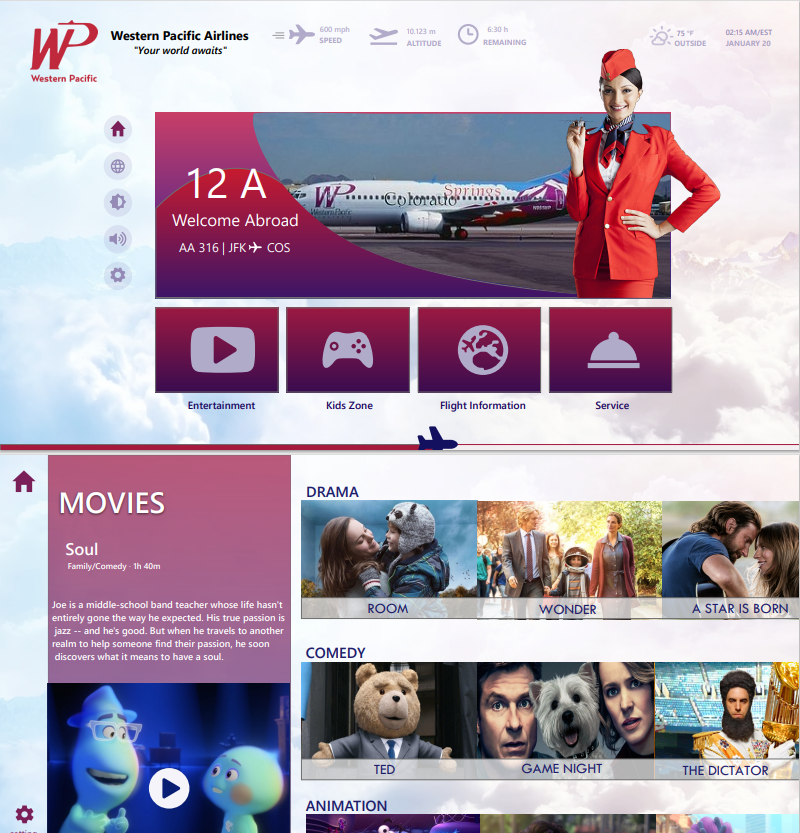 Western Pacific Airlines
"Your world awaits"
WP
Western Pacific
600 mph
SPEED
10.123 m
ALTITUDE
6:30 h
REMAINING
75 °F
OUTSIDE
02:15 AM/EST
JANUARY 20
12 A
Welcome Abroad
AA 316 | JFK COS
WP
Western Pacific
Colorado
Springs
Entertainment
Kids Zone
Flight Information
Service
MOVIES
Soul
Family/Comedy · 1h 40m
Joe is a middle-school band teacher whose life hasn't
entirely gone the way he expected. His true passion is
jazz -- and he's good. But when he travels to another
realm to help someone find their passion, he soon
discovers what it means to have a soul.
DRAMA
ROOM
WONDER
A STAR IS BORN
COMEDY
TED
GAME NIGHT
THE DICTATOR
ANIMATION